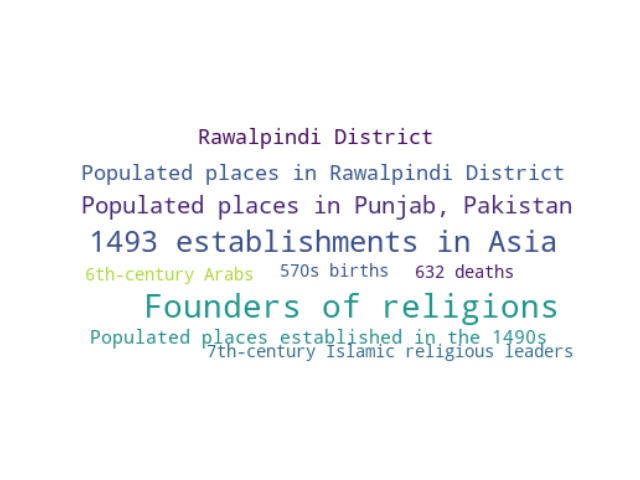 Rawalpindi District
Populated places in Rawalpindi District
Populated places in Punjab, Pakistan
1493 establishments in Asia
6th-century Arabs 570s births 632 deaths
Founders of religions
Populated places established in the 1490s
7th-century Islamic religious leaders